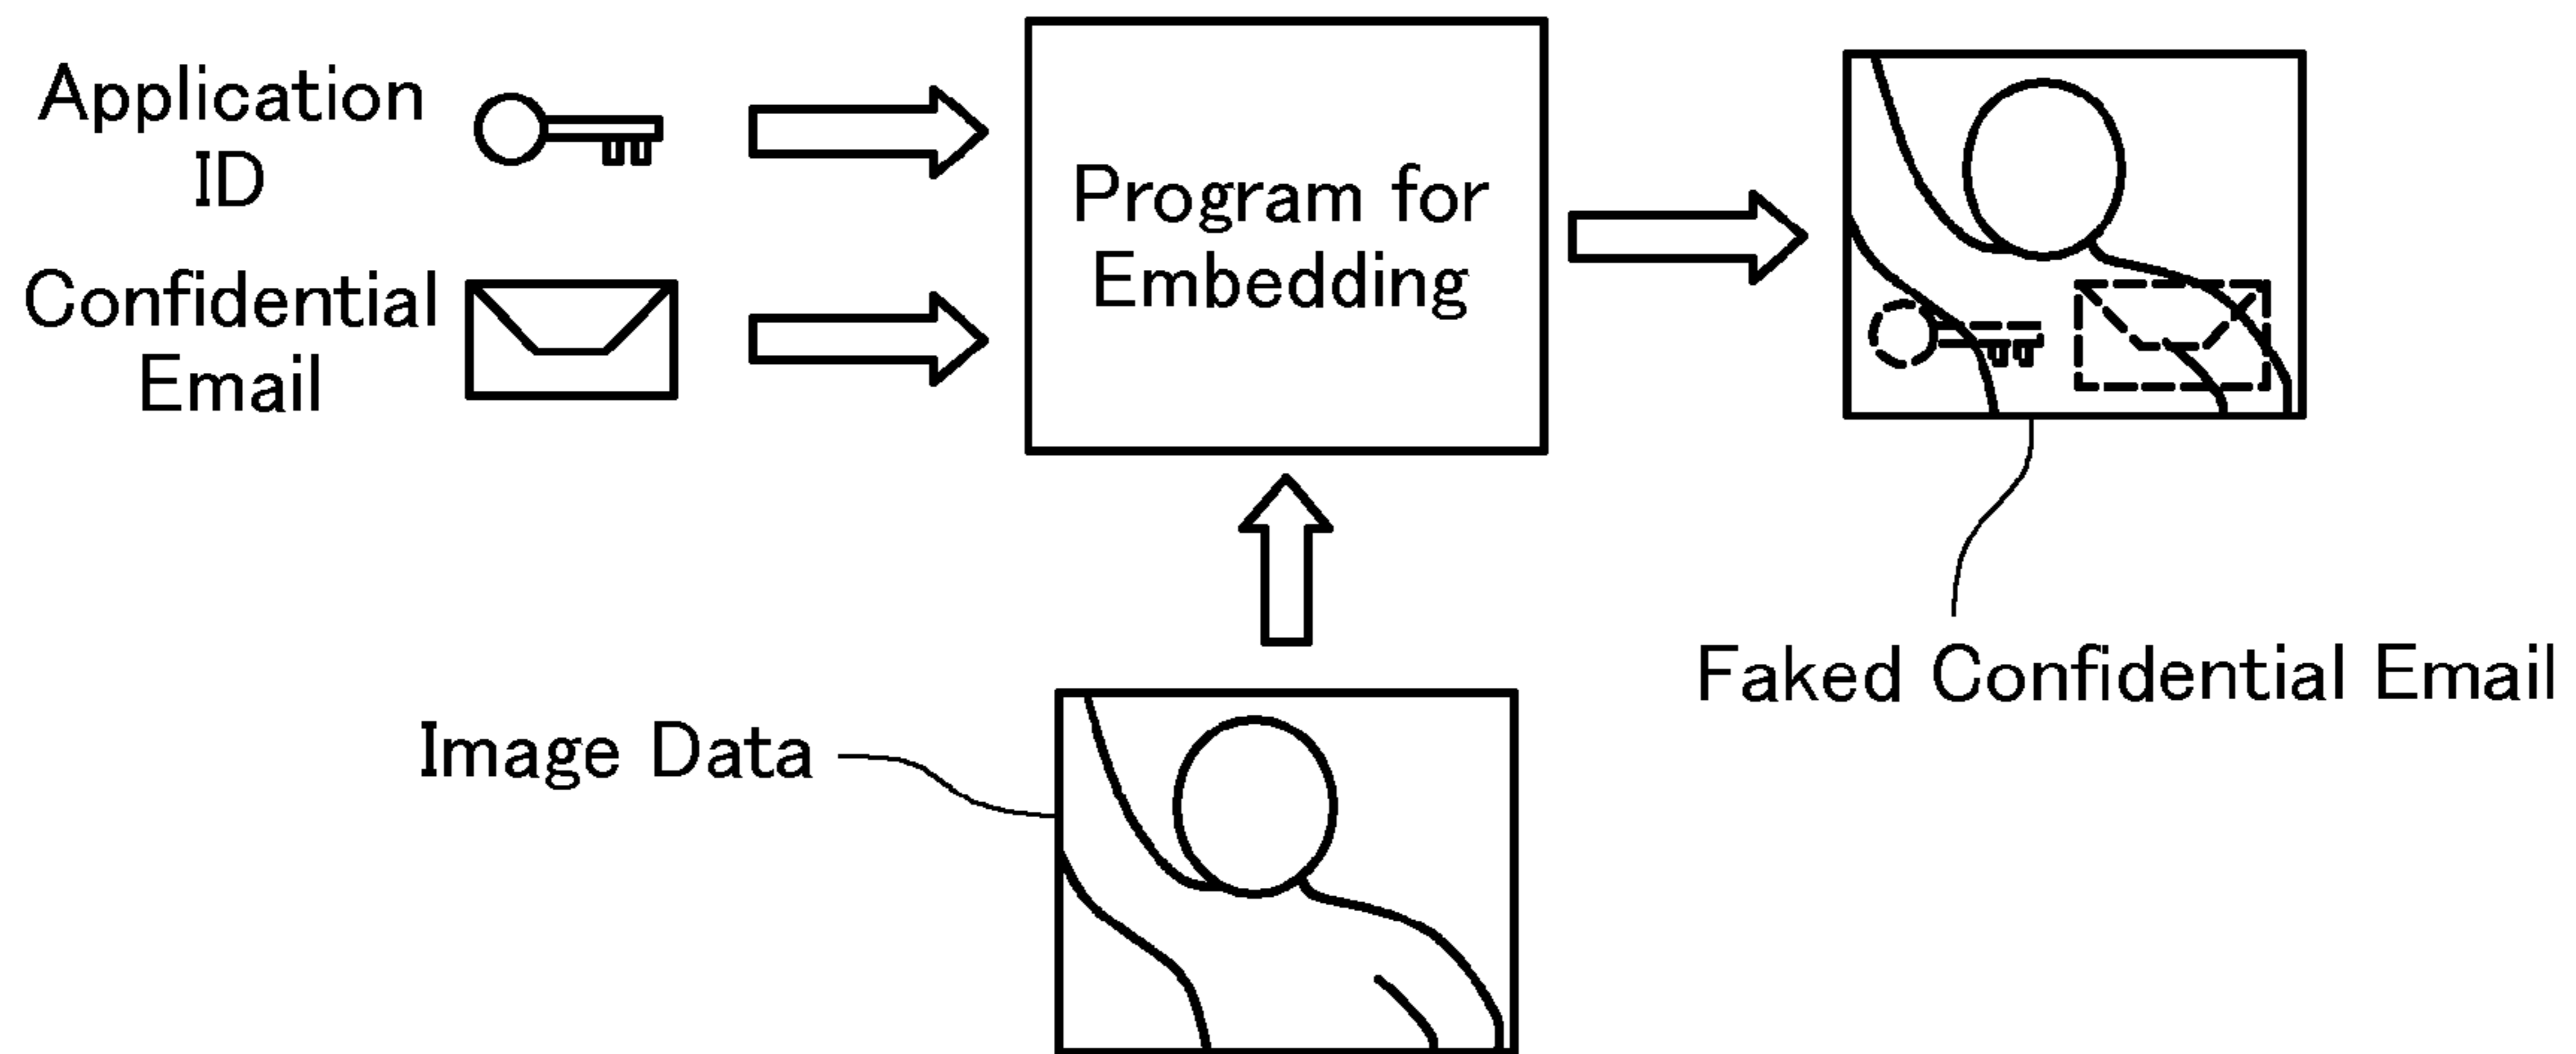 Application
ID
Confidential
Email
Program for
Embedding
Faked Confidential Email
Image Data